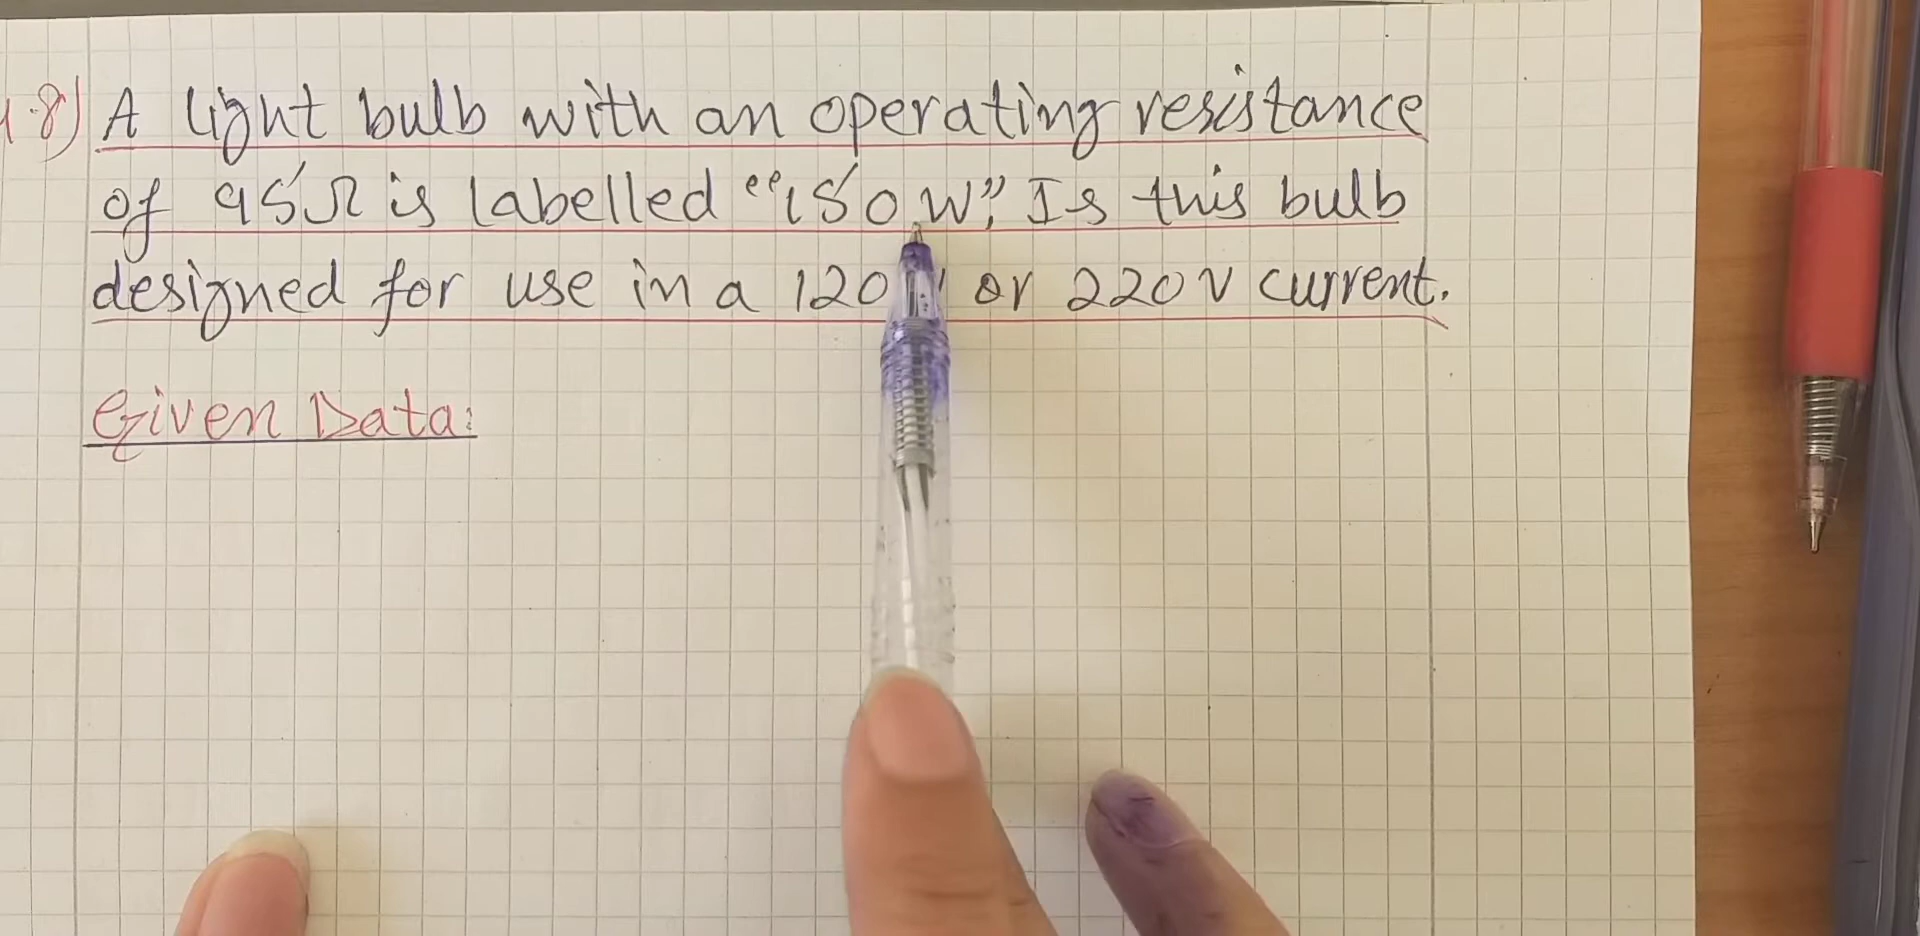 1.8) A light bulb with an operating resistance
of 95Ω is labelled “150 W”. Is this bulb
designed for use in a 120 or 220 V current.
Given Data: